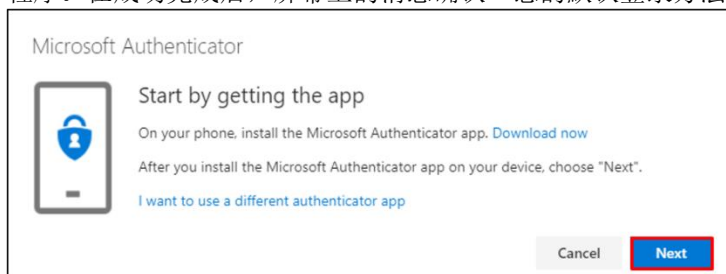 Microsoft Authenticator
Start by getting the app
On your phone, install the Microsoft Authenticator app. Download now
After you install the Microsoft Authenticator app on your device, choose "Next".
I want to use a different authenticator app
Cancel Next